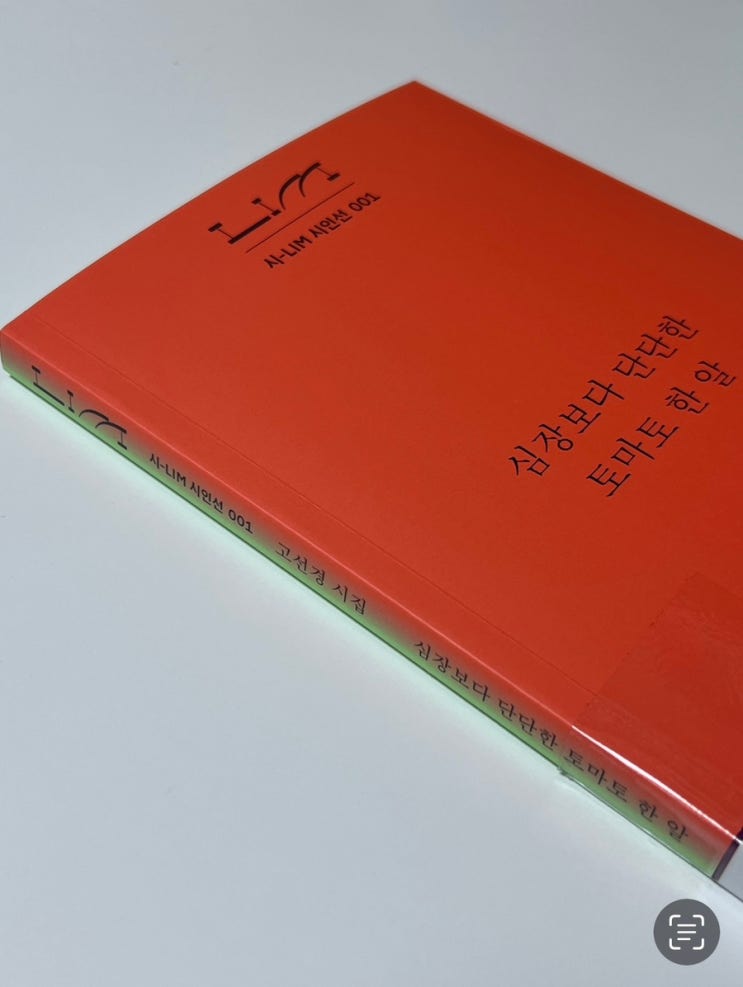 Lim
시-LIM 시인선 001
심장보다 단단한
토마토 한 알
Lim
시-LIM 시인선 001
고선경 시집
심장보다 단단한 토마토 한 알